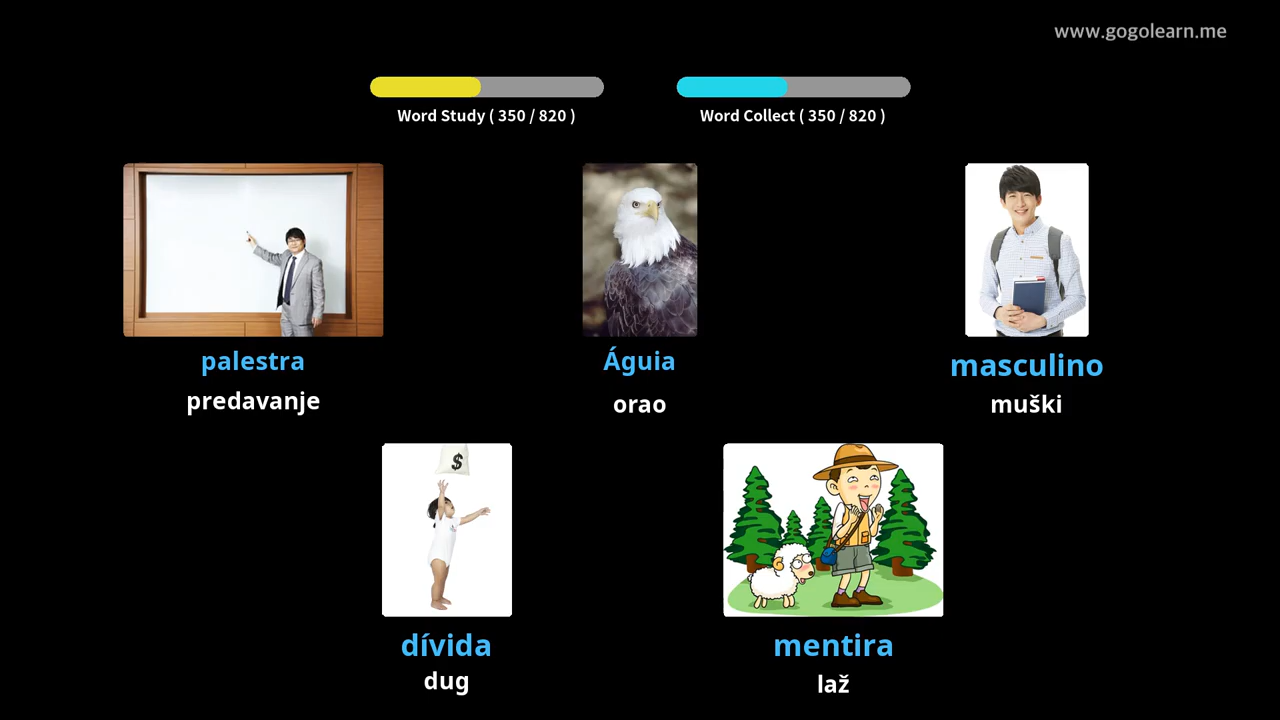 www.gogolearn.me
Word Study ( 350 / 820 )
Word Collect ( 350 / 820 )
palestra
predavanje
Águia
orao
masculino
muški
$
dívida
dug
mentira
laž